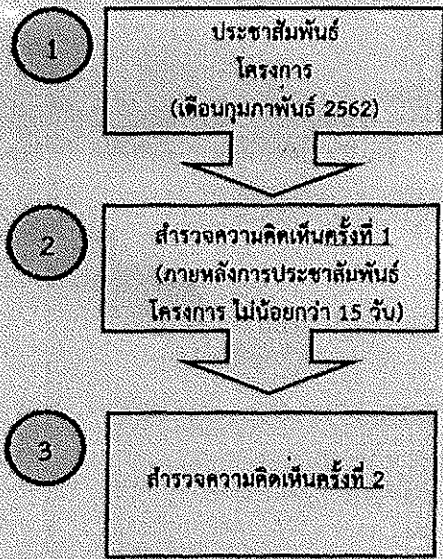 1
ประชาสัมพันธ์
โครงการ
(เดือนกุมภาพันธ์ 2562)
2
สำรวจความคิดเห็นครั้งที่ 1
(ภายหลังการประชาสัมพันธ์
โครงการ ไม่น้อยกว่า 15 วัน)
3
สำรวจความคิดเห็นครั้งที่ 2